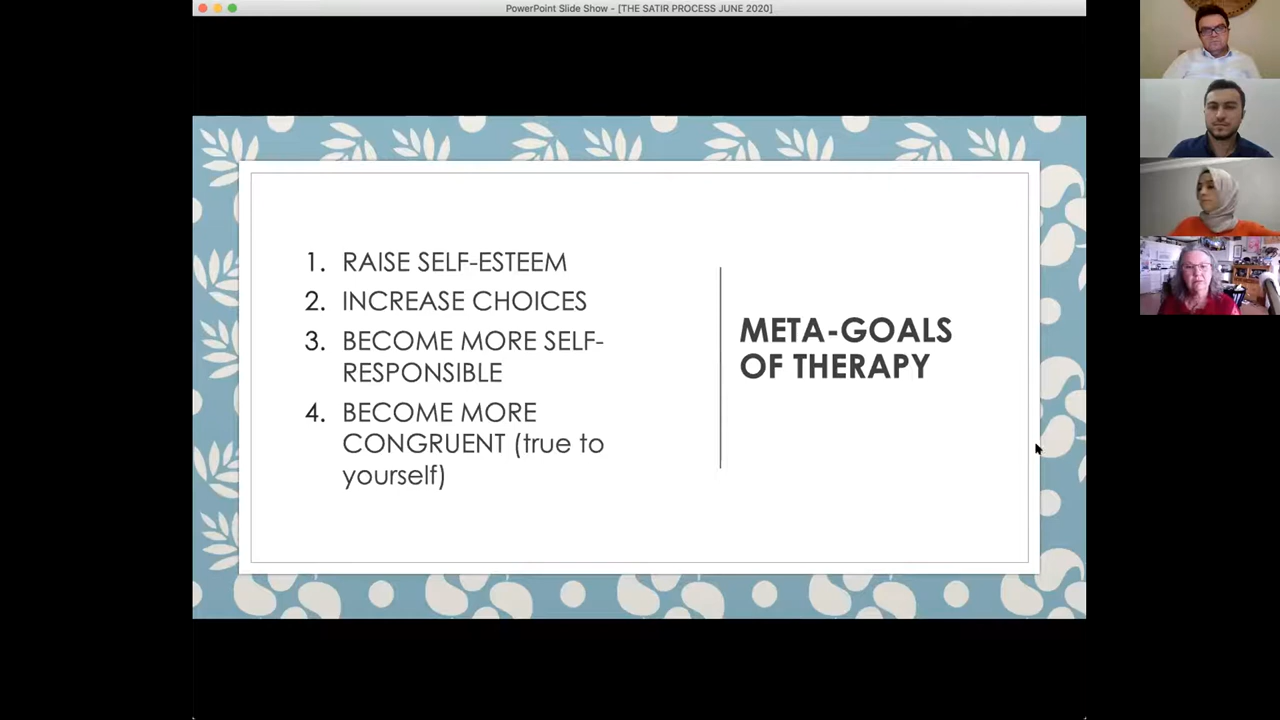 PowerPoint Slide Show - [THE SATIR PROCESS JUNE 2020]
1. RAISE SELF-ESTEEM
2. INCREASE CHOICES
3. BECOME MORE SELF-
RESPONSIBLE
4. BECOME MORE
CONGRUENT (true to
yourself)
META-GOALS
OF THERAPY